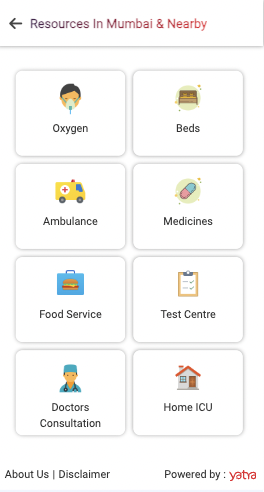 Resources In Mumbai & Nearby
Oxygen
Beds
Ambulance
Medicines
Food Service
Test Centre
Doctors
Consultation
Home ICU
About Us | Disclaimer
Powered by : yatra